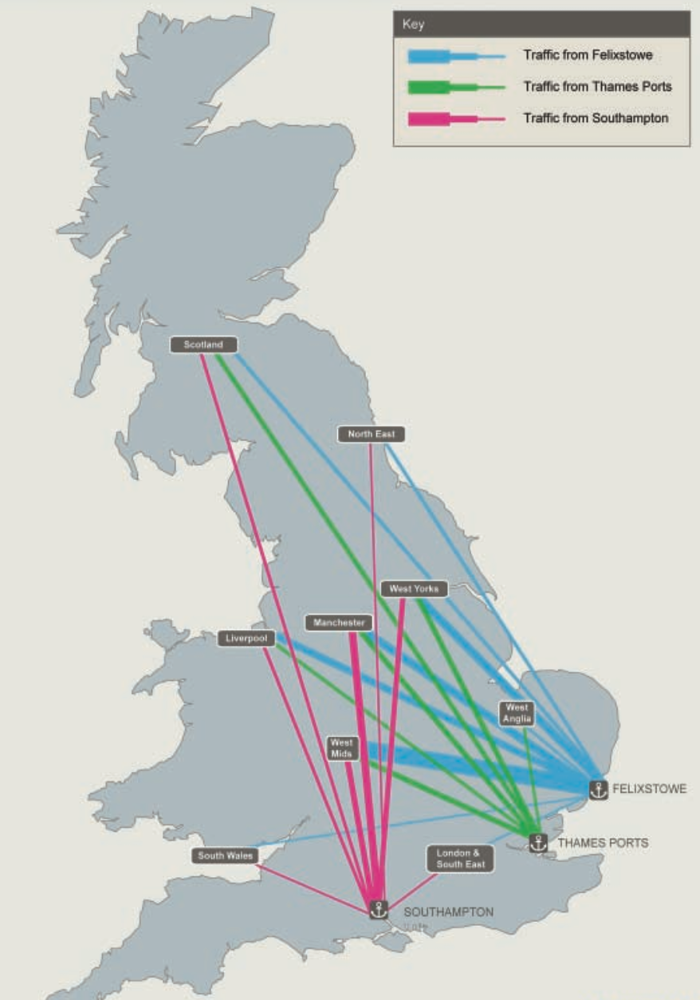 Key
Traffic from Felixstowe
Traffic from Thames Ports
Traffic from Southampton
Scotland
North East
West Yorks
Manchester
Liverpool
West
Anglia
West
Mids
FELIXSTOWE
THAMES PORTS
South Wales
London &
South East
SOUTHAMPTON